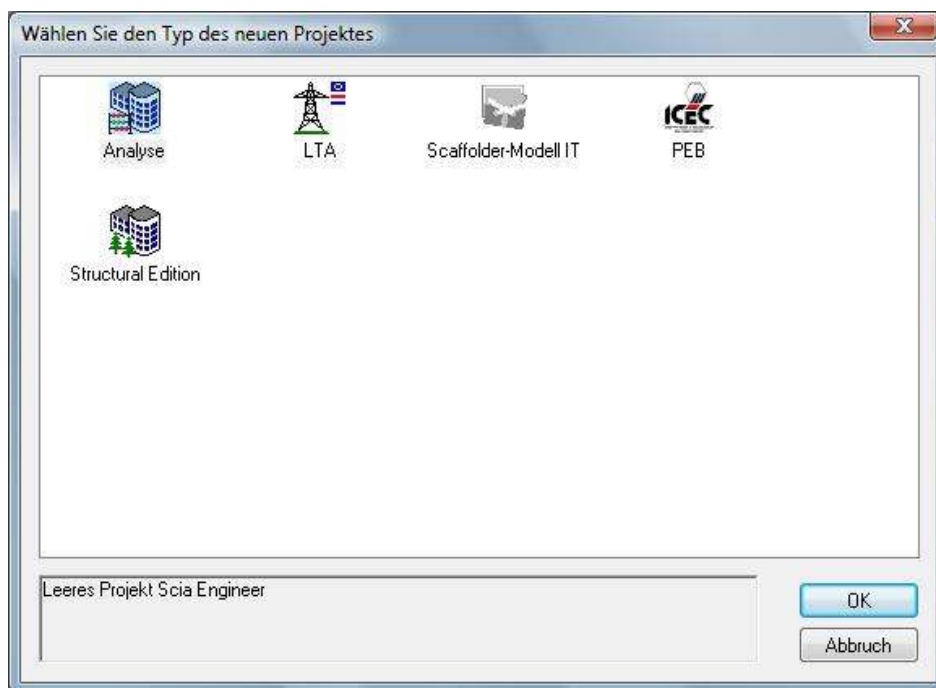 Wählen Sie den Typ des neuen Projektes
Analyse
LTA
Scaffolder-Modell IT
ICEC
PEB
Structural Edition
Leeres Projekt Scia Engineer
OK
Abbruch